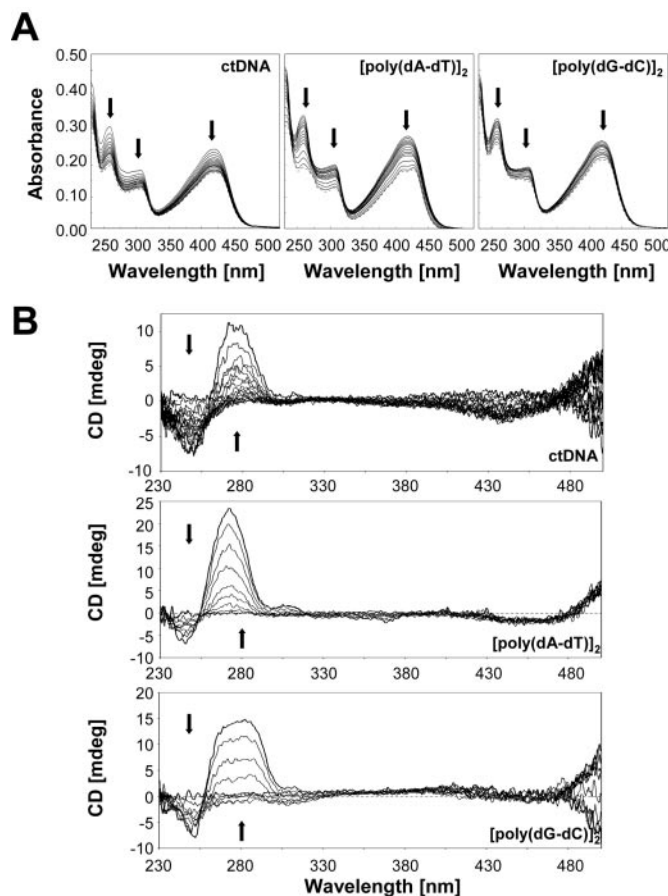 A
ctDNA
[poly(dA-dT)]2
[poly(dG-dC)]2
Absorbance
0.50
0.40
0.30
0.20
0.10
0.00
250 300 350 400 450 500
250 300 350 400 450 500
250 300 350 400 450 500
Wavelength [nm]
Wavelength [nm]
Wavelength [nm]
B
CD [mdeg]
10
5
0
-5
-10
ctDNA
230 280 330 380 430 480
CD [mdeg]
25
20
15
10
5
0
-5
-10
[poly(dA-dT)]2
230 280 330 380 430 480
CD [mdeg]
20
15
10
5
0
-5
-10
[poly(dG-dC)]2
230 280 330 380 430 480
Wavelength [nm]